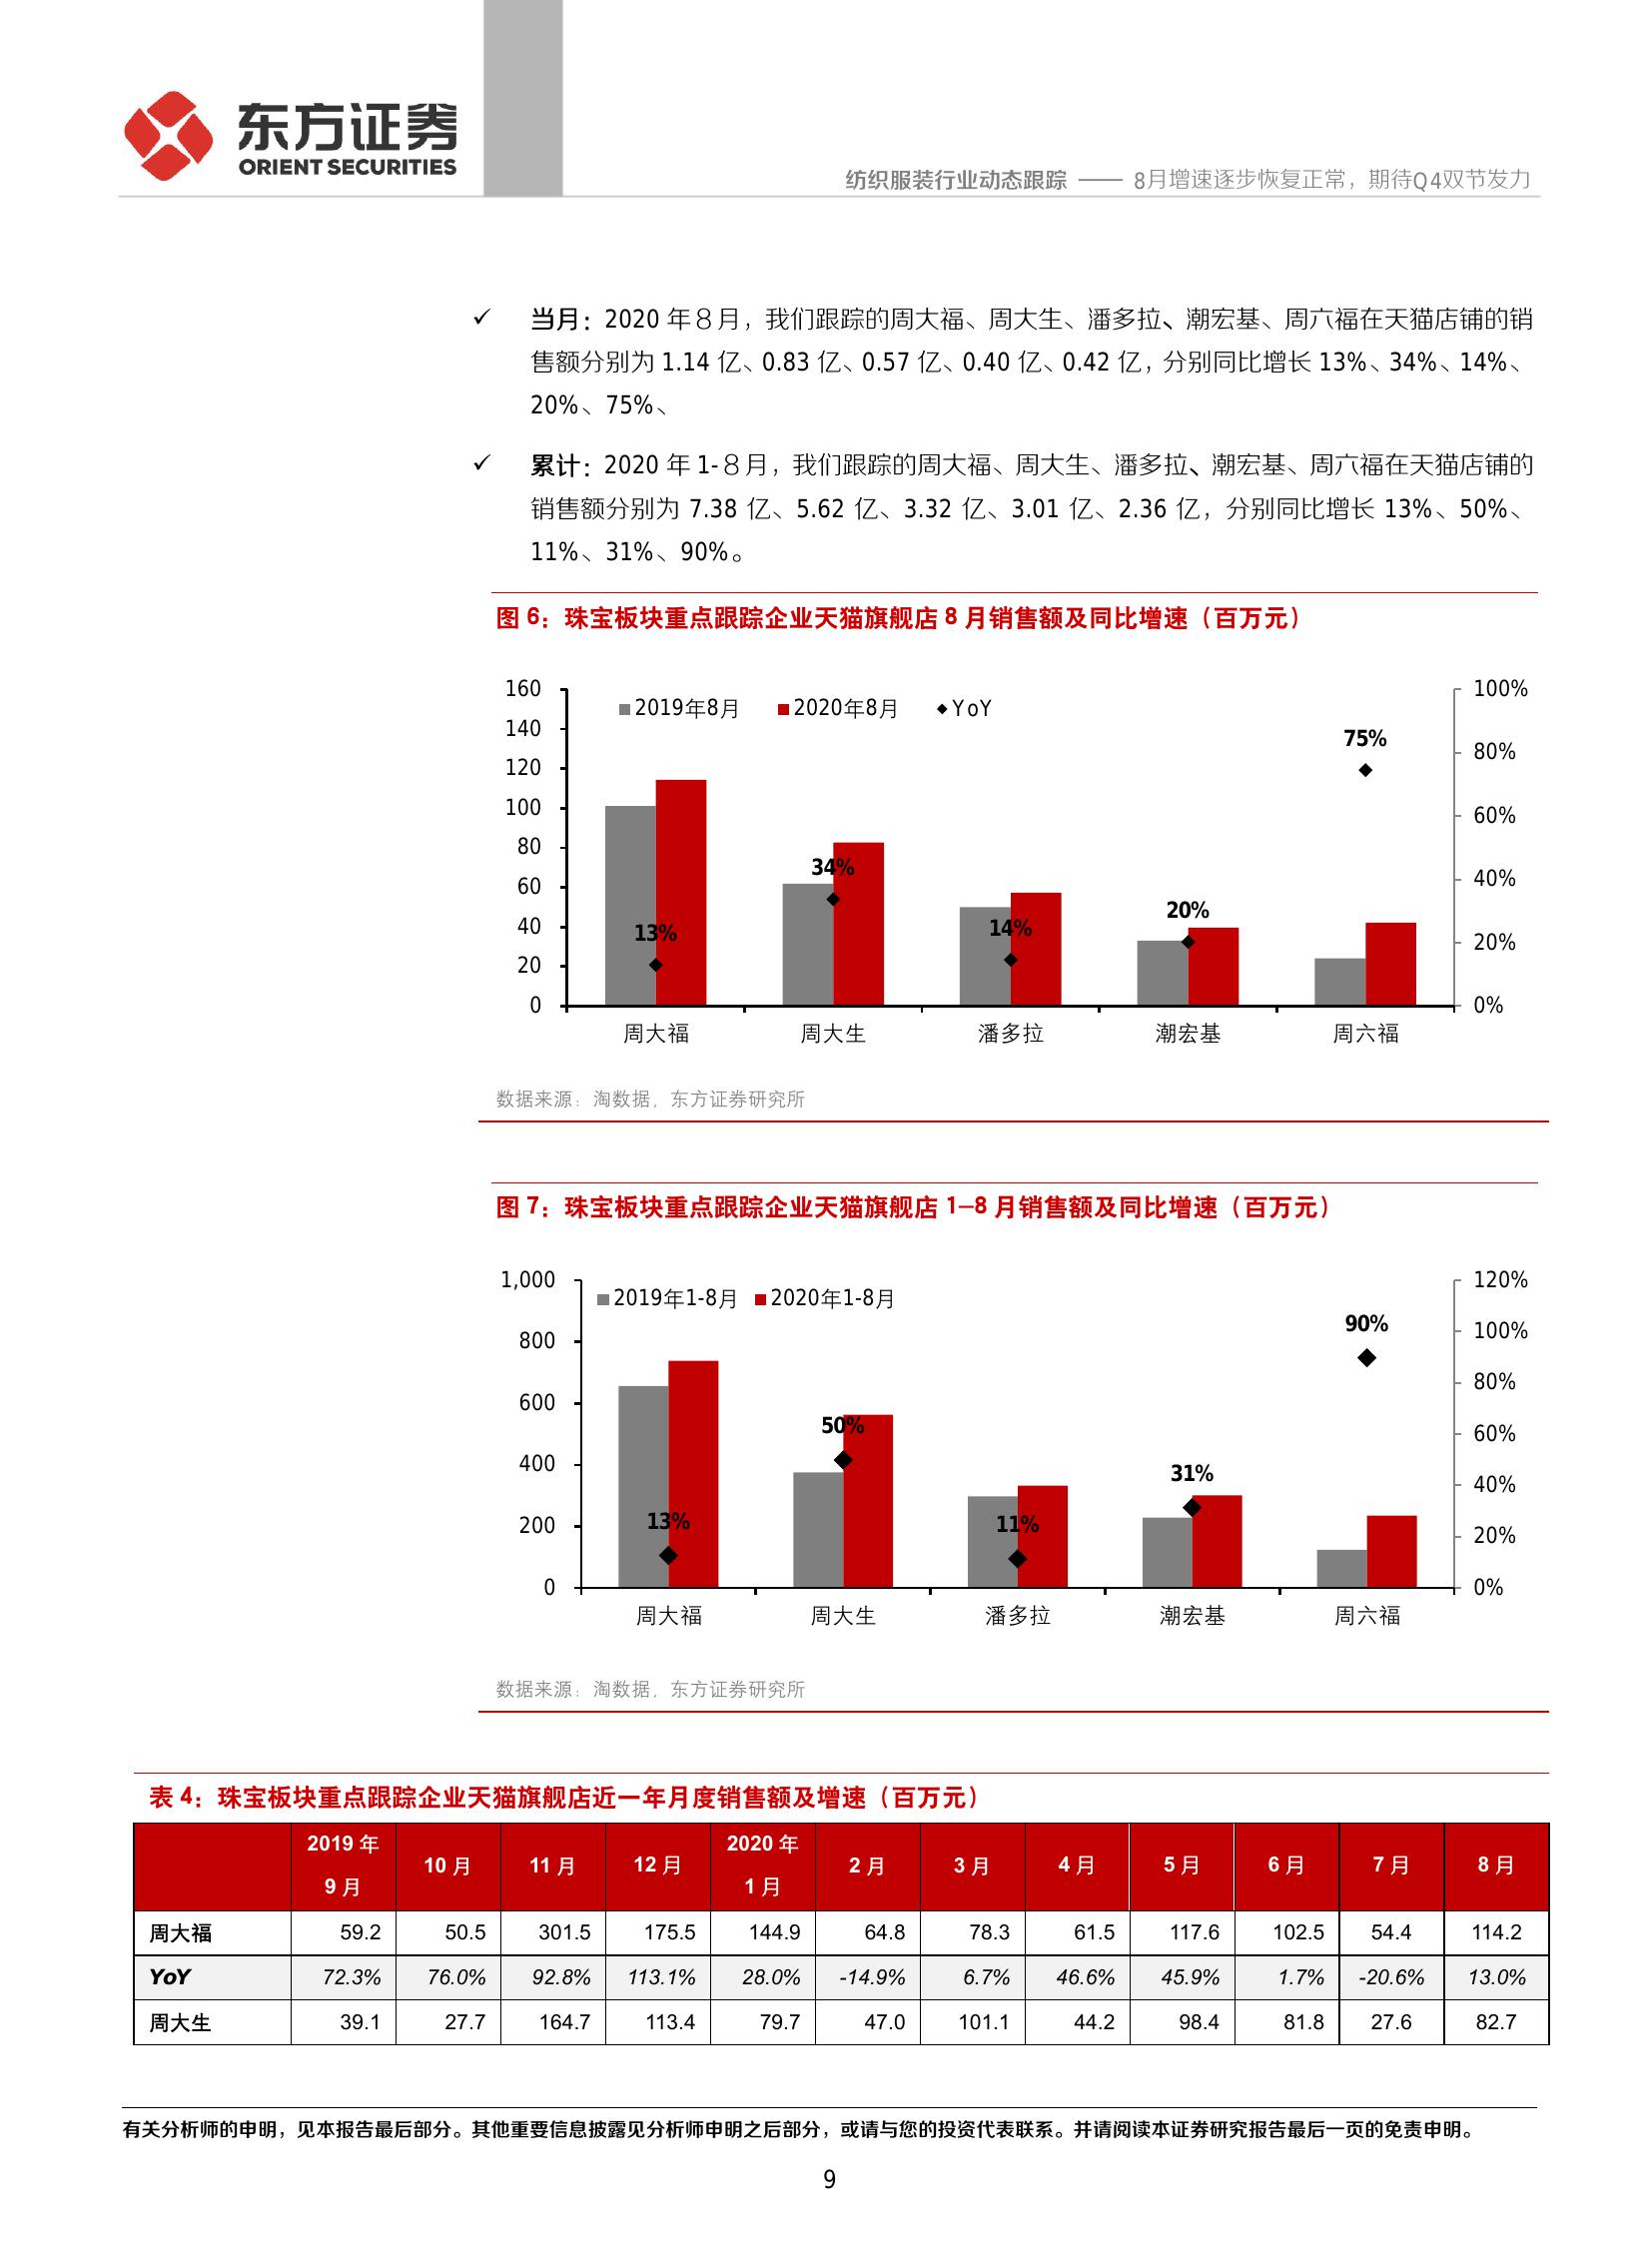 东方证券
ORIENT SECURITIES
纺织服装行业动态跟踪 —— 8月增速逐步恢复正常，期待Q4双节发力
✓ 当月：2020 年８月，我们跟踪的周大福、周大生、潘多拉、潮宏基、周六福在天猫店铺的销
售额分别为 1.14 亿、0.83 亿、0.57 亿、0.40 亿、0.42 亿，分别同比增长 13%、34%、14%、
20%、75%、
✓ 累计：2020 年 1-８月，我们跟踪的周大福、周大生、潘多拉、潮宏基、周六福在天猫店铺的
销售额分别为 7.38 亿、5.62 亿、3.32 亿、3.01 亿、2.36 亿，分别同比增长 13%、50%、
11%、31%、90%。
图 6：珠宝板块重点跟踪企业天猫旗舰店 8 月销售额及同比增速（百万元）
160
140
120
100
80
60
40
20
0
2019年8月 2020年8月 YoY
13%
34%
14%
20%
75%
100%
80%
60%
40%
20%
0%
周大福 周大生 潘多拉 潮宏基 周六福
数据来源：淘数据，东方证券研究所
图 7：珠宝板块重点跟踪企业天猫旗舰店 1–8 月销售额及同比增速（百万元）
1,000
800
600
400
200
0
2019年1-8月 2020年1-8月
13%
50%
11%
31%
90%
120%
100%
80%
60%
40%
20%
0%
周大福 周大生 潘多拉 潮宏基 周六福
数据来源：淘数据，东方证券研究所
表 4：珠宝板块重点跟踪企业天猫旗舰店近一年月度销售额及增速（百万元）
2019 年 9 月 10 月 11 月 12 月 2020 年 1 月 2 月 3 月 4 月 5 月 6 月 7 月 8 月
周大福 59.2 50.5 301.5 175.5 144.9 64.8 78.3 61.5 117.6 102.5 54.4 114.2
YoY 72.3% 76.0% 92.8% 113.1% 28.0% -14.9% 6.7% 46.6% 45.9% 1.7% -20.6% 13.0%
周大生 39.1 27.7 164.7 113.4 79.7 47.0 101.1 44.2 98.4 81.8 27.6 82.7
有关分析师的申明，见本报告最后部分。其他重要信息披露见分析师申明之后部分，或请与您的投资代表联系。并请阅读本证券研究报告最后一页的免责申明。
9